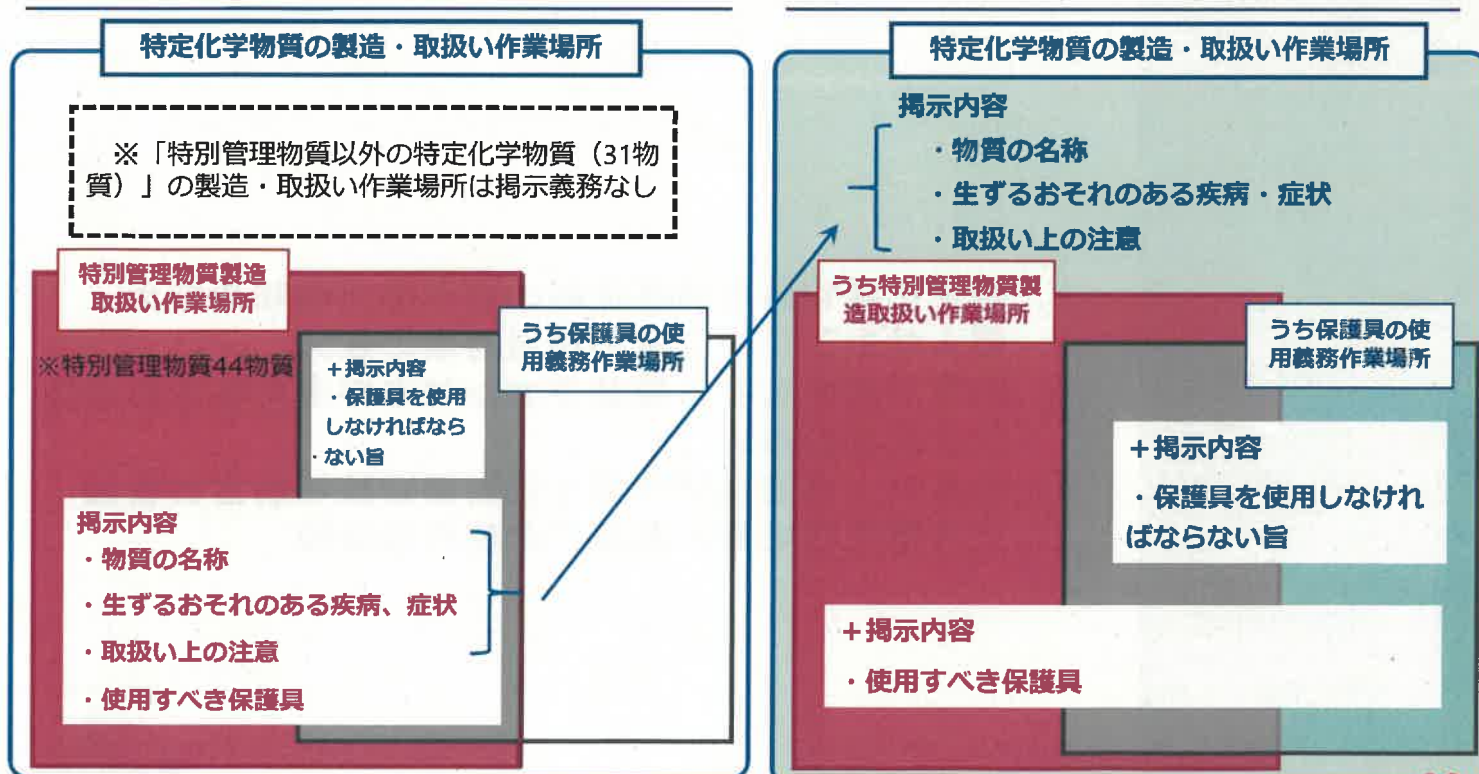 特定化学物質の製造・取扱い作業場所
※「特別管理物質以外の特定化学物質（31物
質）」の製造・取扱い作業場所は掲示義務なし
特別管理物質製造
取扱い作業場所
※特別管理物質44物質
うち保護具の使
用義務作業場所
＋掲示内容
・保護具を使用
しなければなら
ない旨
掲示内容
・物質の名称
・生ずるおそれのある疾病、症状
・取扱い上の注意
・使用すべき保護具
特定化学物質の製造・取扱い作業場所
掲示内容
・物質の名称
・生ずるおそれのある疾病・症状
・取扱い上の注意
うち特別管理物質製
造取扱い作業場所
うち保護具の使
用義務作業場所
＋掲示内容
・保護具を使用しなけれ
ばならない旨
＋掲示内容
・使用すべき保護具